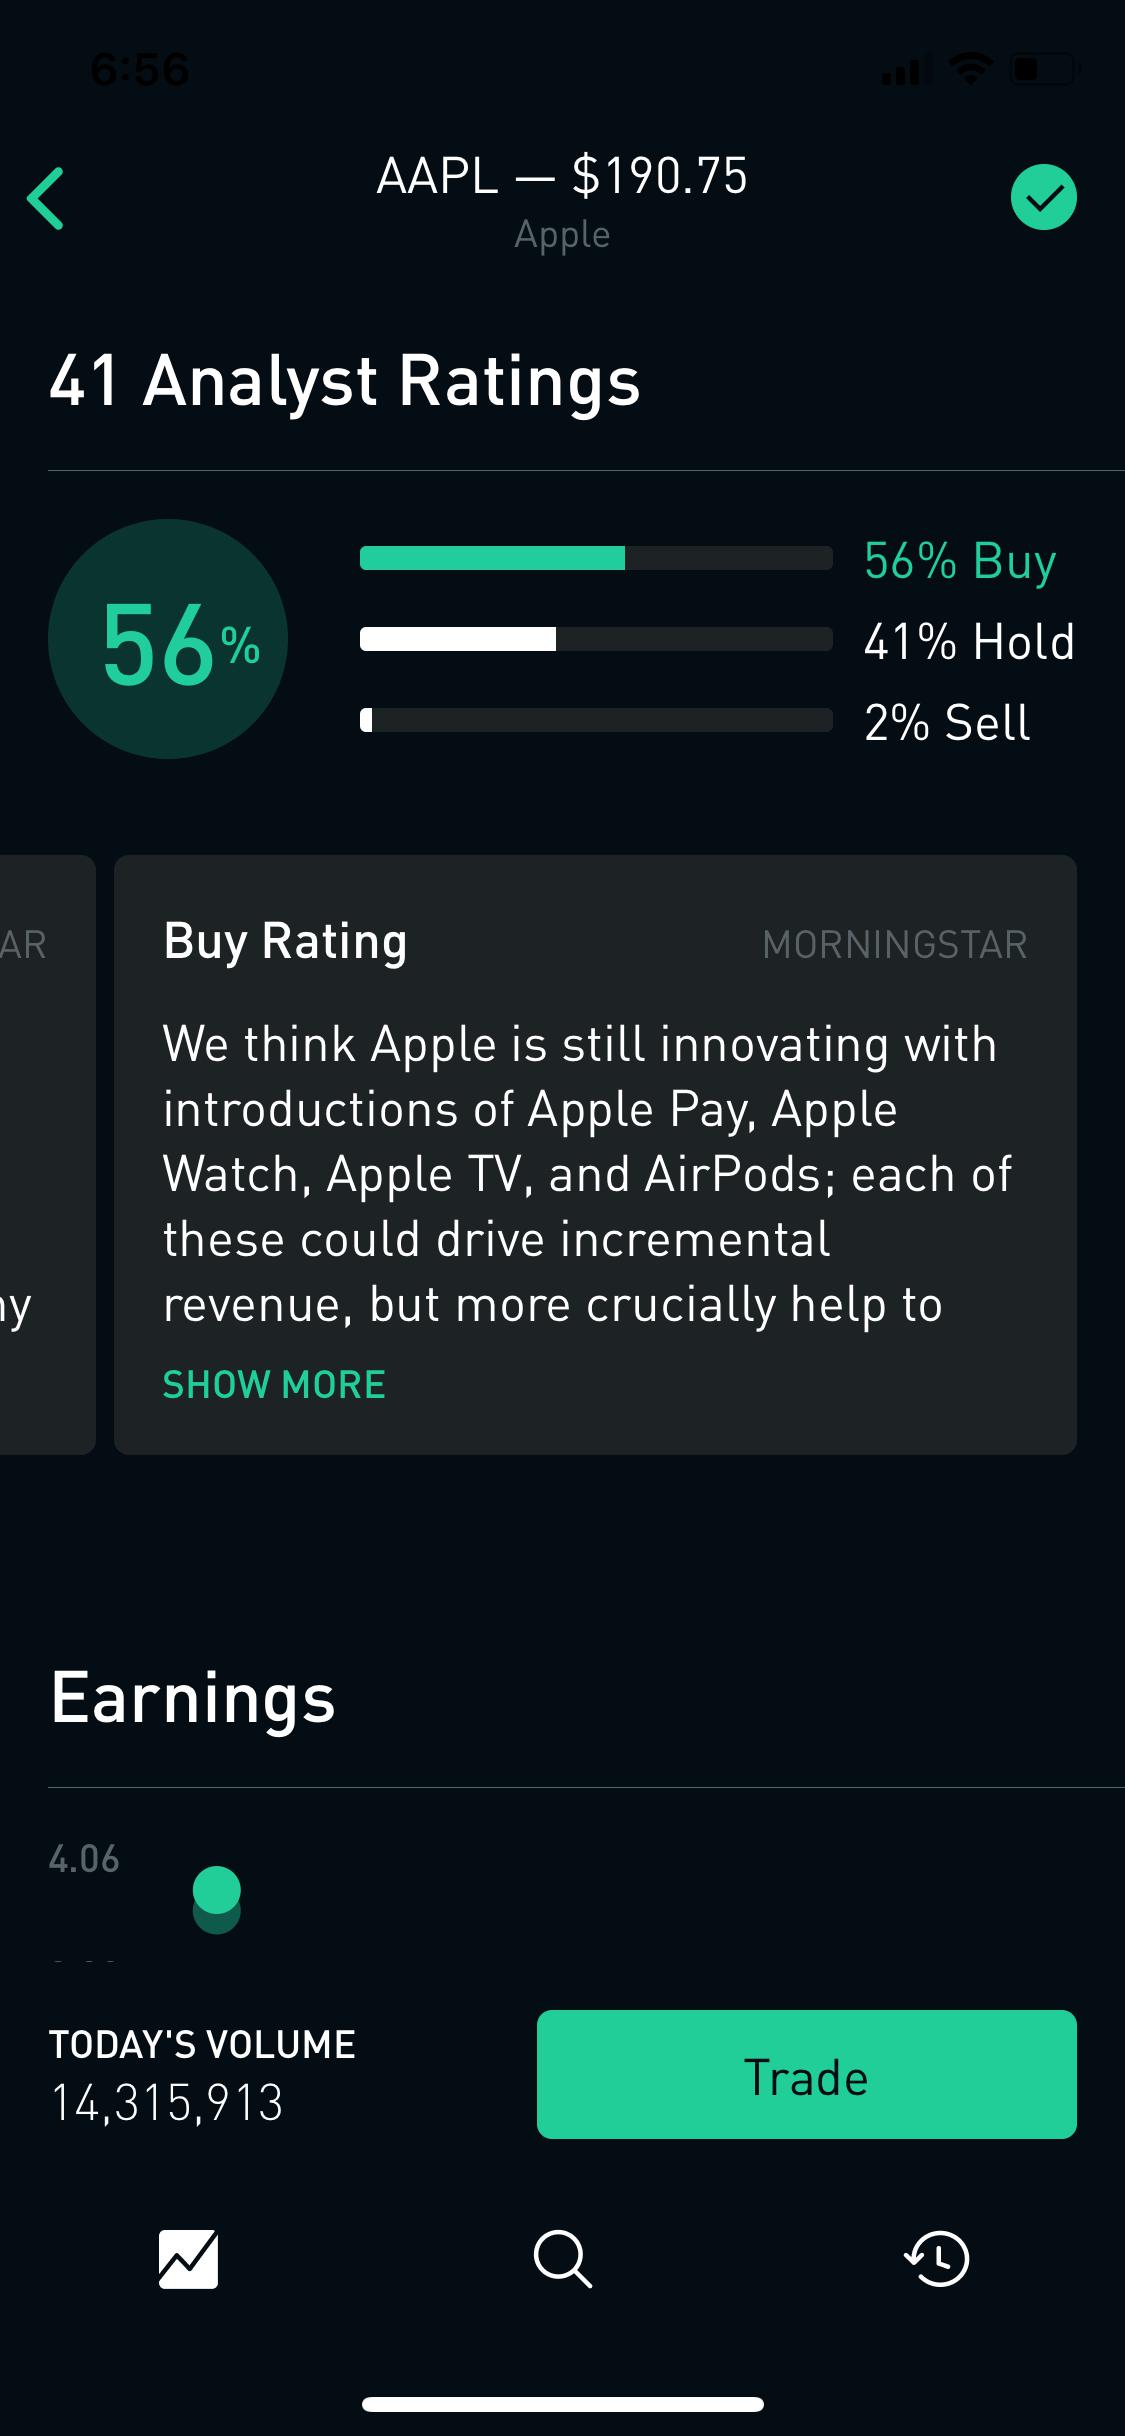 6:56
AAPL — $190.75
Apple
41 Analyst Ratings
56%
56% Buy
41% Hold
2% Sell
AR
Buy Rating
MORNINGSTAR
We think Apple is still innovating with
introductions of Apple Pay, Apple
Watch, Apple TV, and AirPods; each of
these could drive incremental
revenue, but more crucially help to
SHOW MORE
Earnings
4.06
TODAY'S VOLUME
14,315,913
Trade